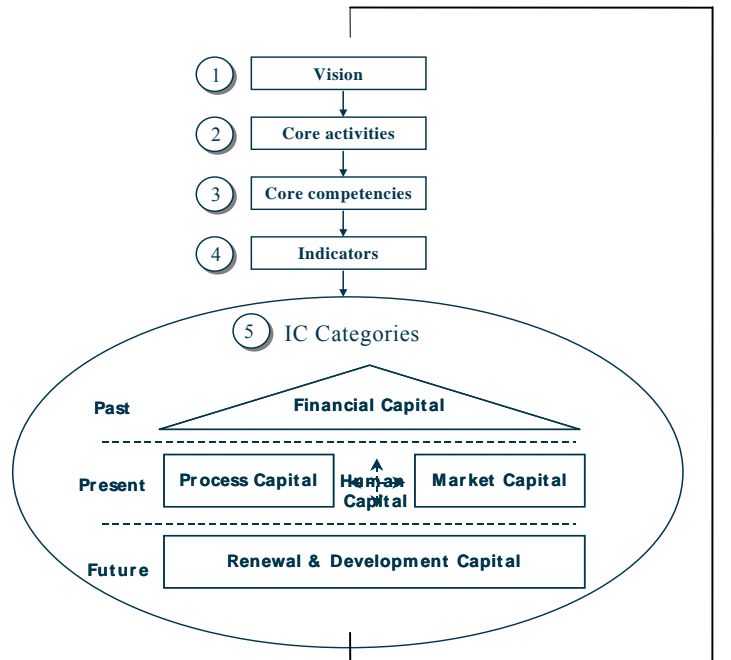 1 Vision
2 Core activities
3 Core competencies
4 Indicators
5 IC Categories
Past Financial Capital
Present Process Capital Human Capital Market Capital
Future Renewal & Development Capital